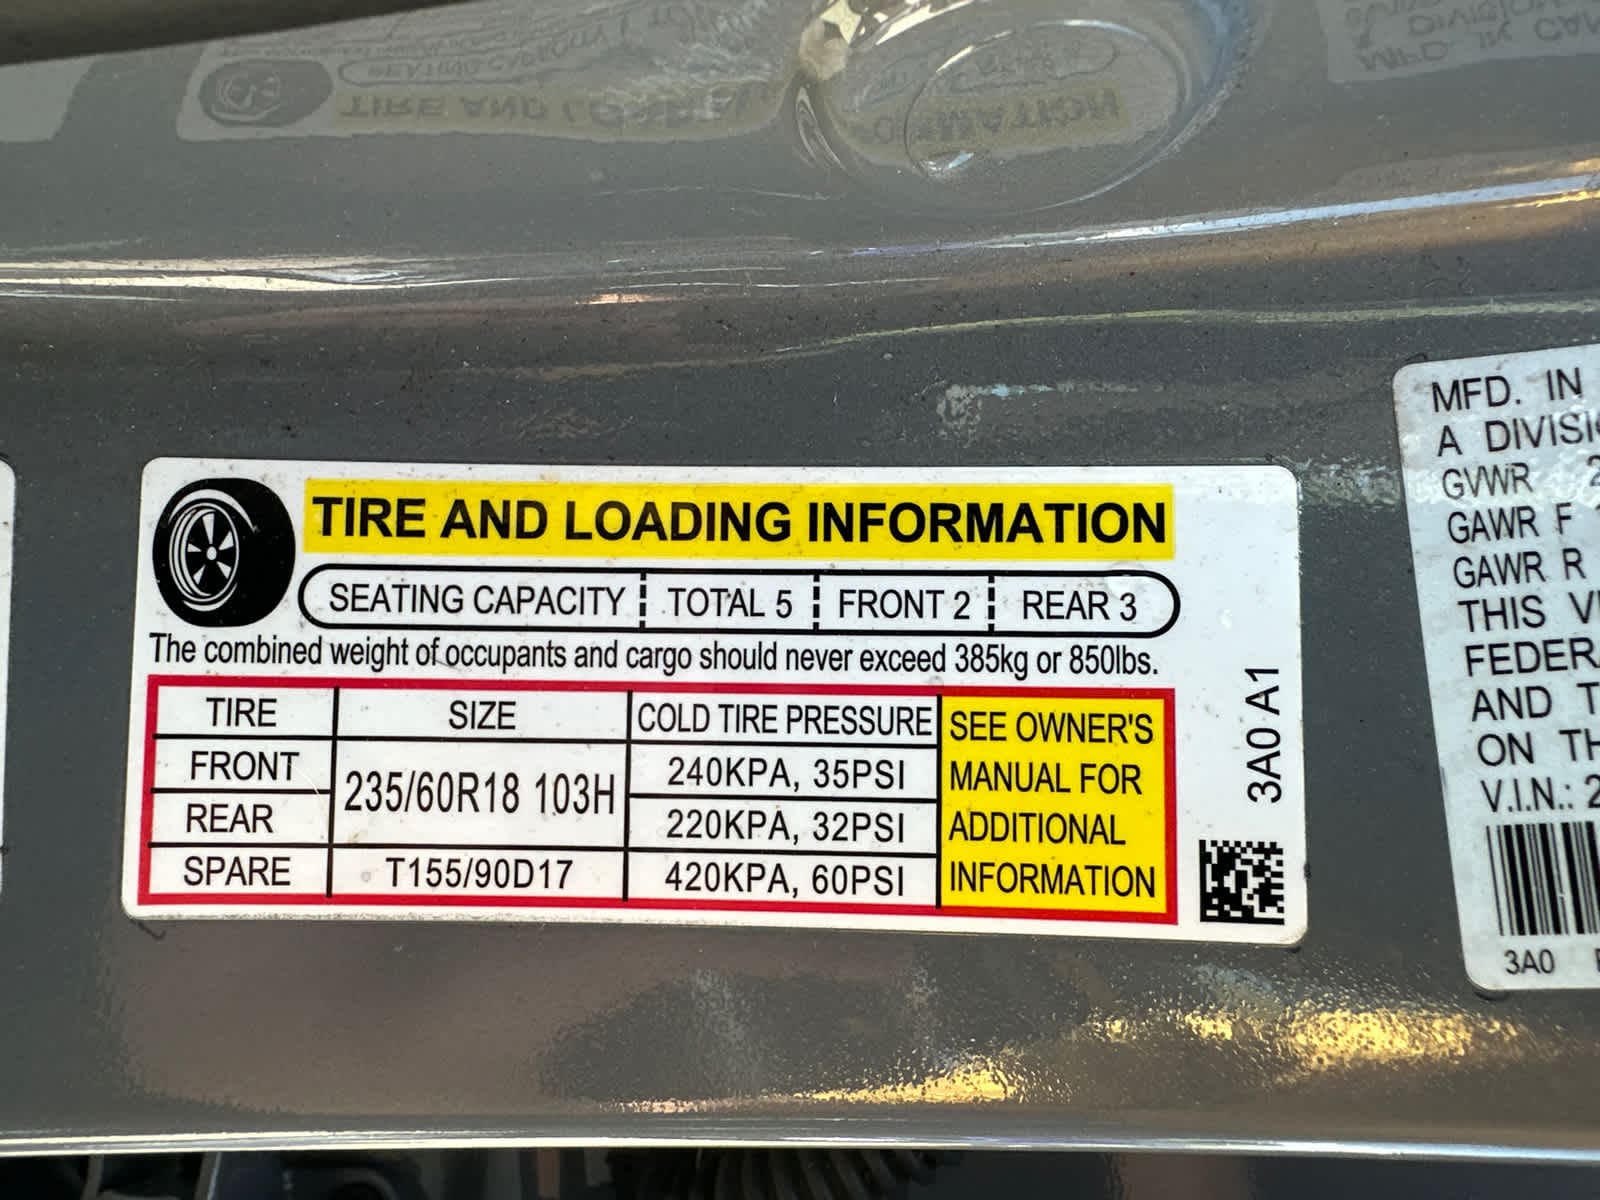 TIRE AND LOADING INFORMATION
SEATING CAPACITY TOTAL 5 FRONT 2 REAR 3
The combined weight of occupants and cargo should never exceed 385kg or 850lbs.
TIRE SIZE COLD TIRE PRESSURE
FRONT 235/60R18 103H 240KPA, 35PSI
REAR 220KPA, 32PSI
SPARE T155/90D17 420KPA, 60PSI
SEE OWNER'S
MANUAL FOR
ADDITIONAL
INFORMATION
3A0 A1
MFD. IN
A
GVWR 2
GAWR F
GAWR R
THIS
AND
ON
V.I.N.: 2
3A0